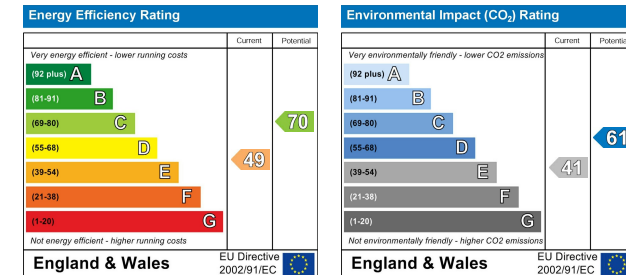 Energy Efficiency Rating
Current Potential
Very energy efficient - lower running costs
(92 plus) A
(81-91) B
(69-80) C
(55-68) D
(39-54) E
(21-38) F
(1-20) G
49
70
Not energy efficient - higher running costs
England & Wales
EU Directive
2002/91/EC
Environmental Impact (CO₂) Rating
Current Potential
Very environmentally friendly - lower CO2 emissions
(92 plus) A
(81-91) B
(69-80) C
(55-68) D
(39-54) E
(21-38) F
(1-20) G
41
61
Not environmentally friendly - higher CO2 emissions
England & Wales
EU Directive
2002/91/EC